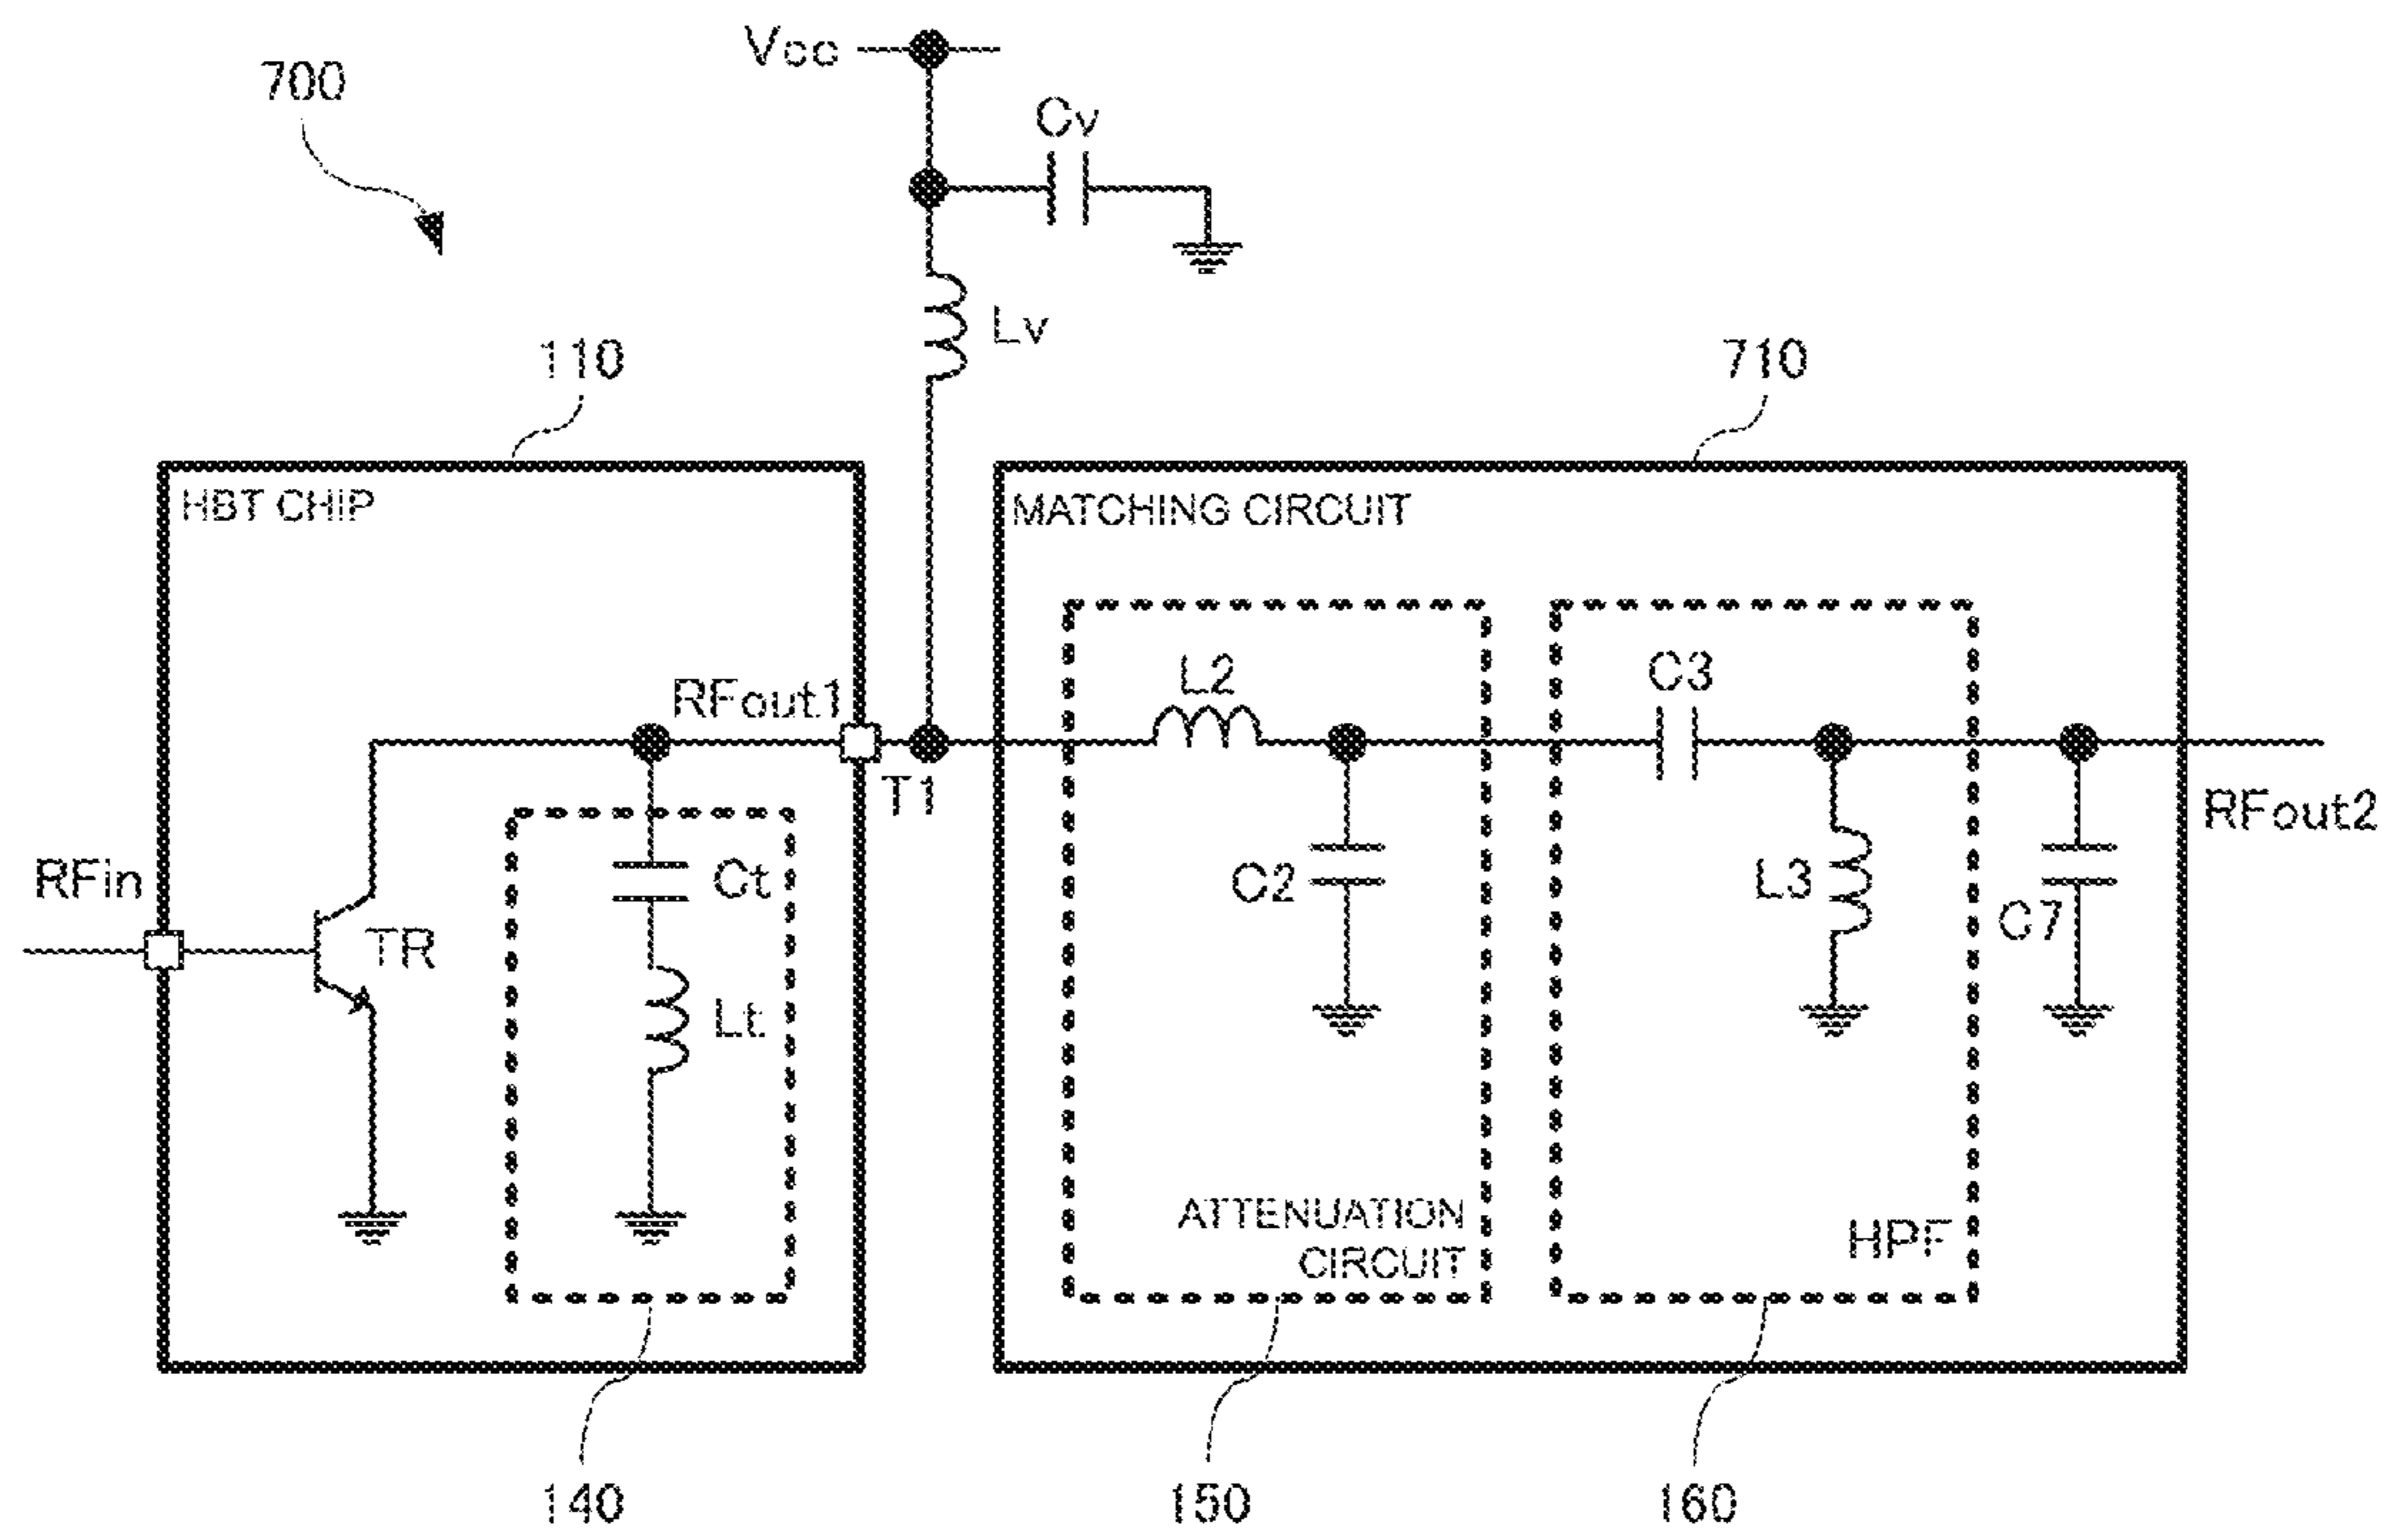 Vcc
700
Cv
Lv
110
710
HBT CHIP
MATCHING CIRCUIT
RFout1
L2
C3
T1
RFout2
RFin
TR
Ct
C2
L3
C7
Lt
ATTENUATION
CIRCUIT
HPF
140
150
160